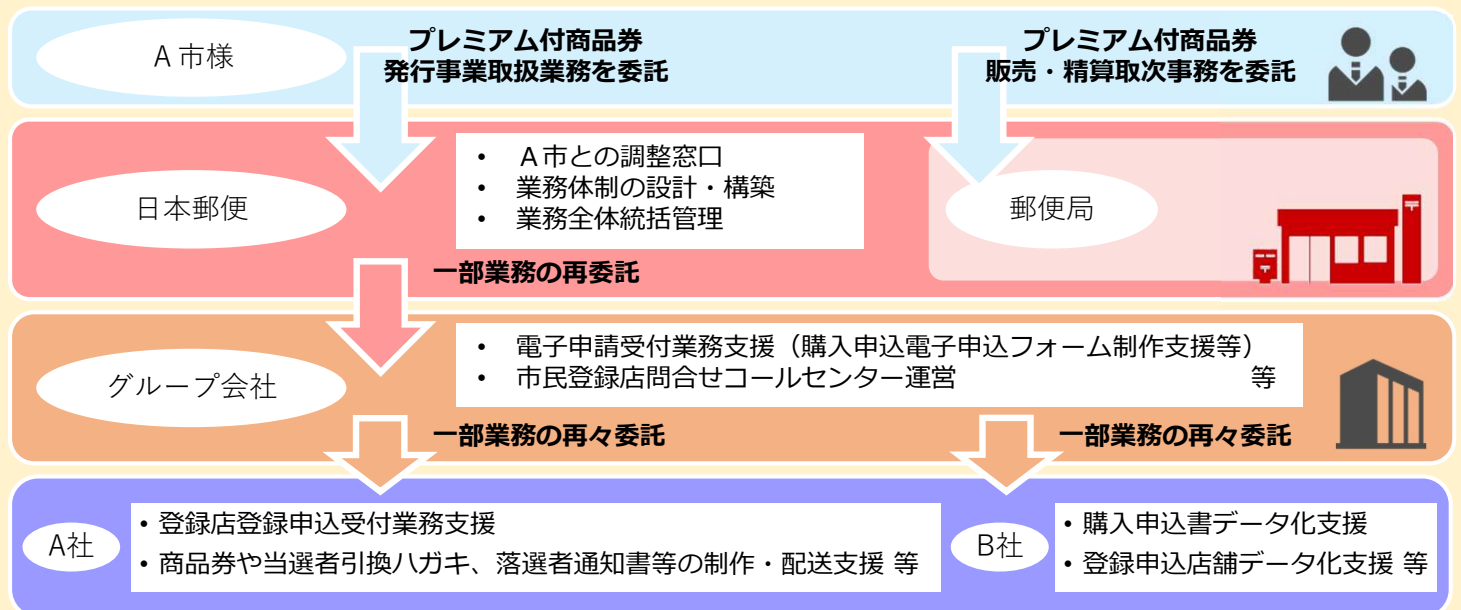 A市様
プレミアム付商品券
発行事業取扱業務を委託
プレミアム付商品券
販売・精算取次事務を委託
日本郵便
• A市との調整窓口
• 業務体制の設計・構築
• 業務全体統括管理
郵便局
一部業務の再委託
グループ会社
• 電子申請受付業務支援（購入申込電子申込フォーム制作支援等）
• 市民登録店問合せコールセンター運営 等
一部業務の再々委託
一部業務の再々委託
A社
• 登録店登録申込受付業務支援
• 商品券や当選者引換ハガキ、落選者通知書等の制作・配送支援 等
B社
• 購入申込書データ化支援
• 登録申込店舗データ化支援 等